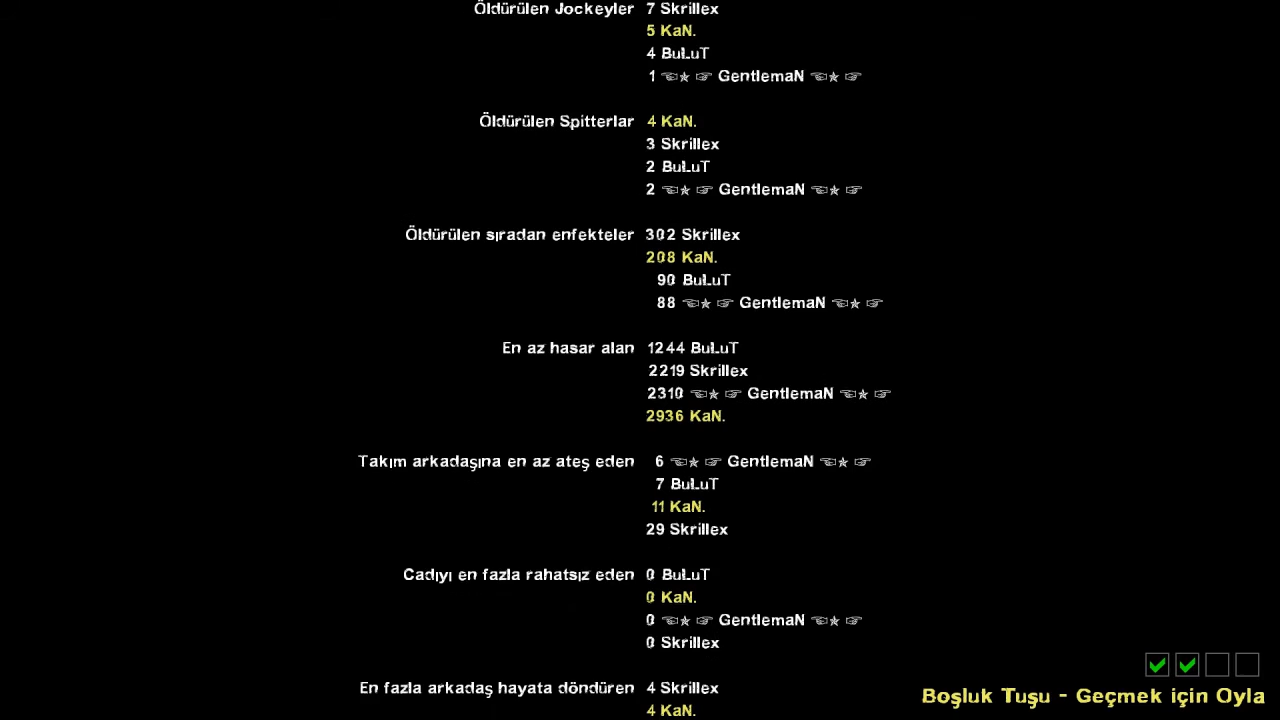 Öldürülen Jockeyler 7 Skrillex
5 KaN.
4 BuLuT
1 ☜★ ☞ GentlemaN ☜★ ☞
Öldürülen Spitterlar 4 KaN.
3 Skrillex
2 BuLuT
2 ☜★ ☞ GentlemaN ☜★ ☞
Öldürülen sıradan enfekteler 302 Skrillex
208 KaN.
90 BuLuT
88 ☜★ ☞ GentlemaN ☜★ ☞
En az hasar alan 1244 BuLuT
2219 Skrillex
2310 ☜★ ☞ GentlemaN ☜★ ☞
2936 KaN.
Takım arkadaşına en az ateş eden 6 ☜★ ☞ GentlemaN ☜★ ☞
7 BuLuT
11 KaN.
29 Skrillex
Cadıyı en fazla rahatsız eden 0 BuLuT
0 KaN.
0 ☜★ ☞ GentlemaN ☜★ ☞
0 Skrillex
En fazla arkadaş hayata döndüren 4 Skrillex
4 KaN.
Boşluk Tuşu - Geçmek için Oyla